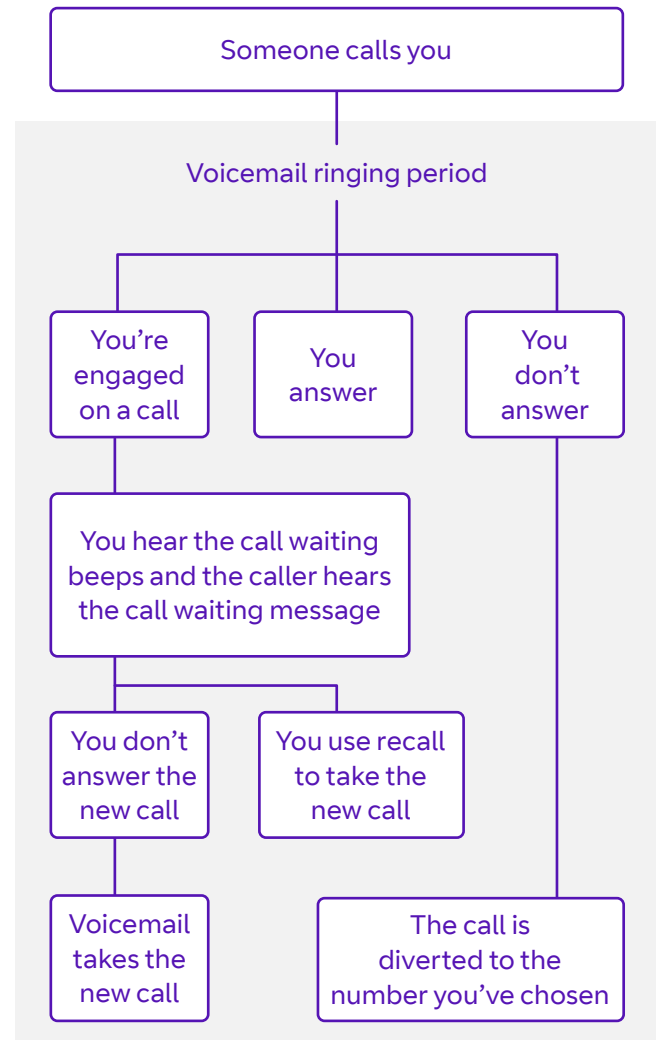 Someone calls you
Voicemail ringing period
You’re
engaged
on a call
You
answer
You
don’t
answer
You hear the call waiting
beeps and the caller hears
the call waiting message
You don’t
answer the
new call
You use recall
to take the
new call
Voicemail
takes the
new call
The call is
diverted to the
number you’ve chosen